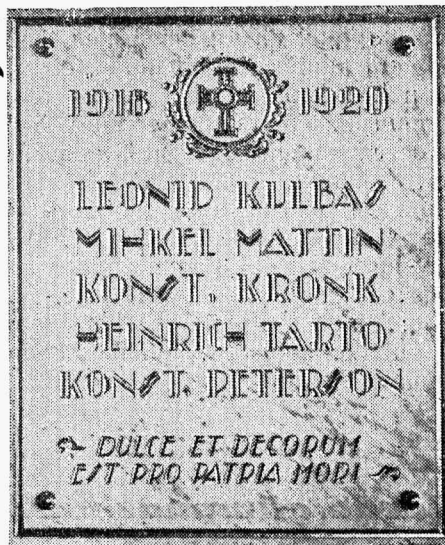 1918 1920
LEONID KULBAS
MIHKEL MATTIN
KONST. KRONK
HEINRICH TARTO
KONST. PETERSON
DULCE ET DECORUM
EST PRO PATRIA MORI